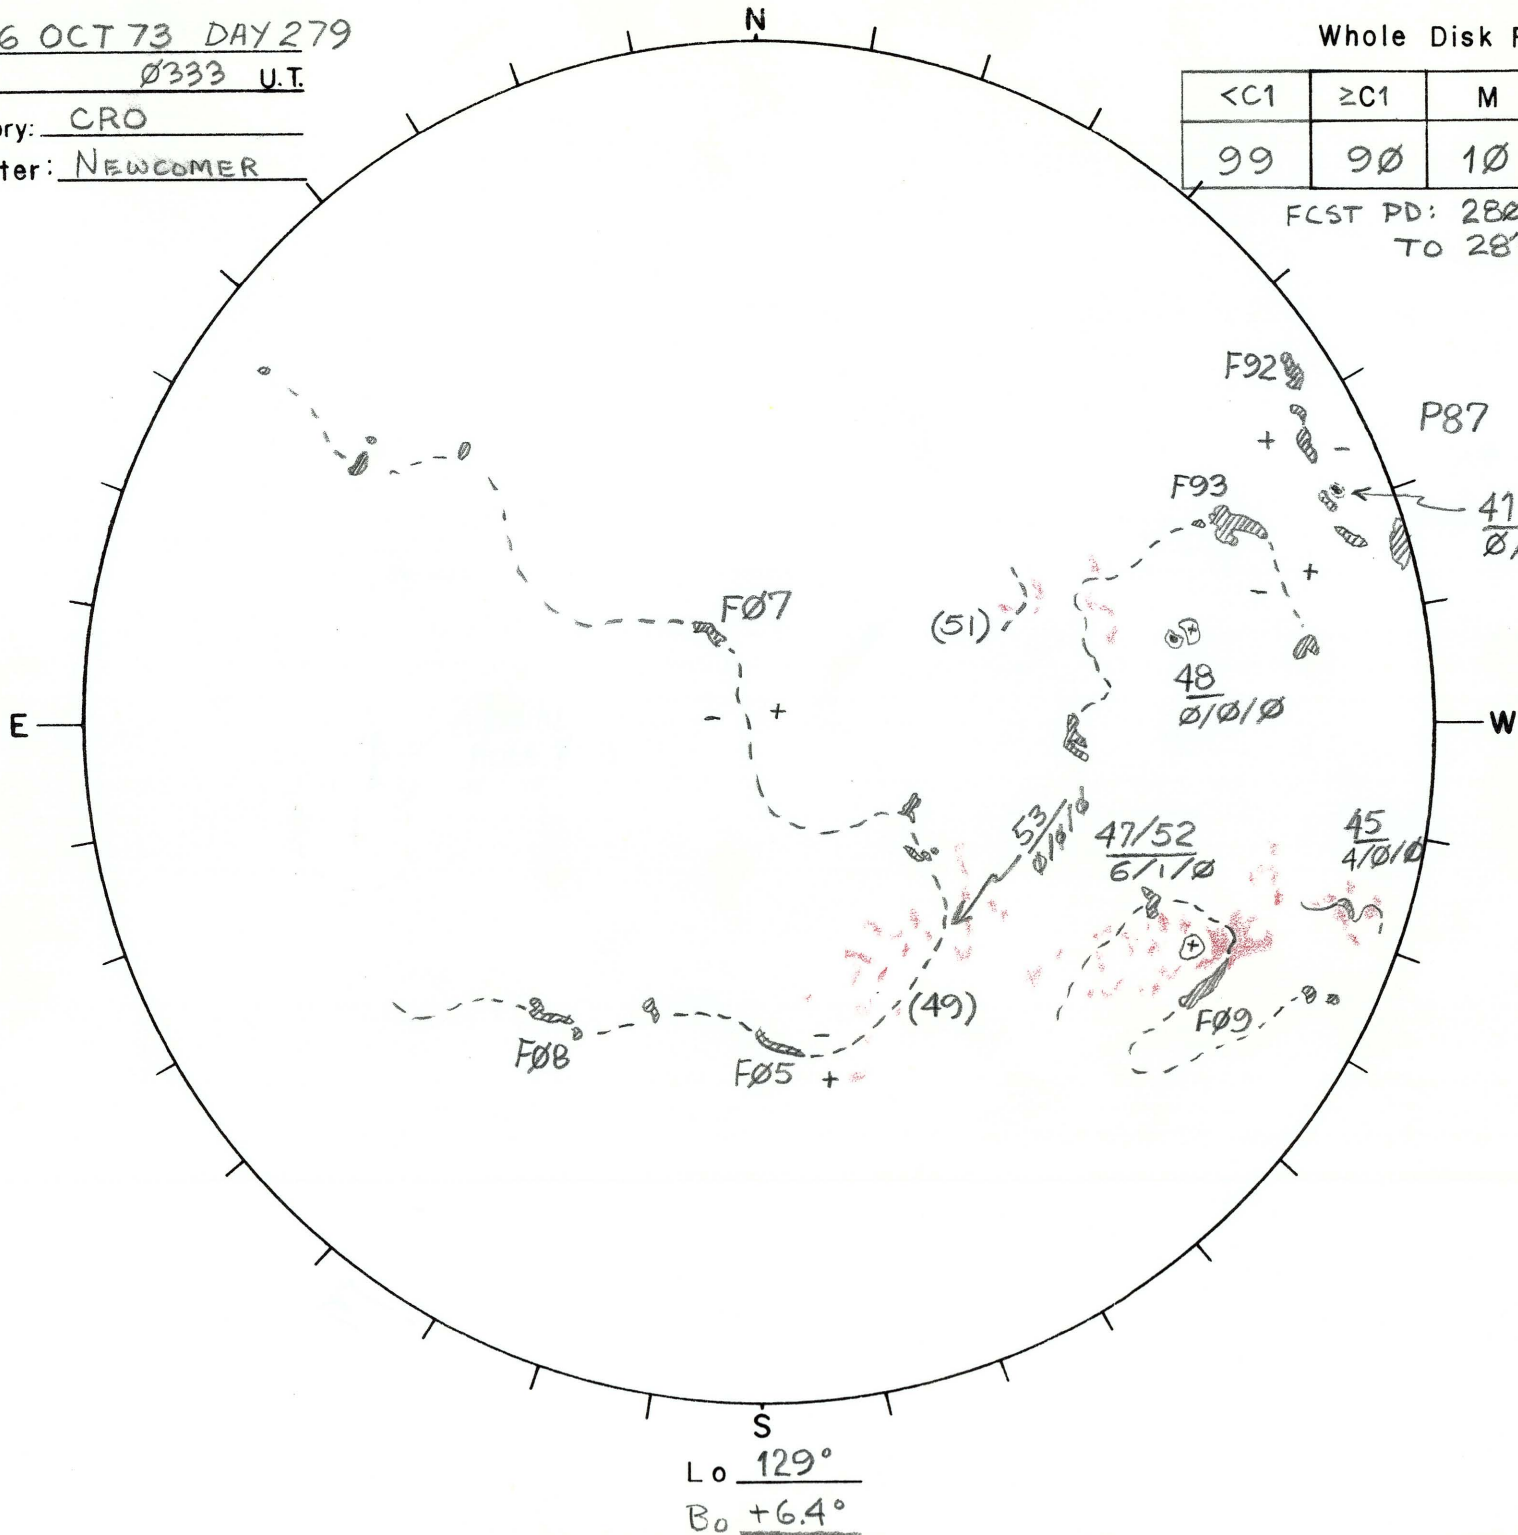 6 OCT 73 DAY 279
Ø333 U.T.
ry: CRO
ter: NEWCOMER
N
Whole Disk F
<C1 ≥C1 M
99 9Ø 1Ø
FCST PD: 28Ø
TO 28
F92
P87
+ -
F93
41
Ø/
+
-
FØ7
(51)
48
Ø/Ø/Ø
E
- +
W
53
Ø/Ø/Ø
47/52
6/1/Ø
45
4/Ø/Ø
+
(49)
FØ9
FØ8
-
FØ5
+
S
Lo 129°
Bo +6.4°